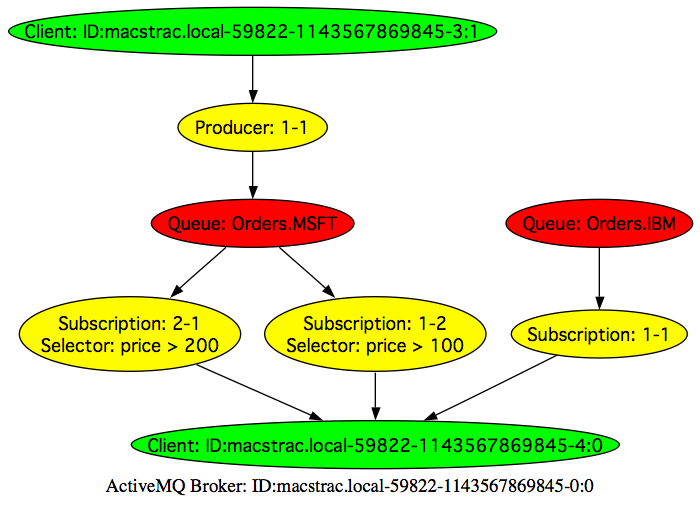 Client: ID:macstrac.local-59822-1143567869845-3:1
Producer: 1-1
Queue: Orders.MSFT
Queue: Orders.IBM
Subscription: 2-1
Selector: price > 200
Subscription: 1-2
Selector: price > 100
Subscription: 1-1
Client: ID:macstrac.local-59822-1143567869845-4:0
ActiveMQ Broker: ID:macstrac.local-59822-1143567869845-0:0